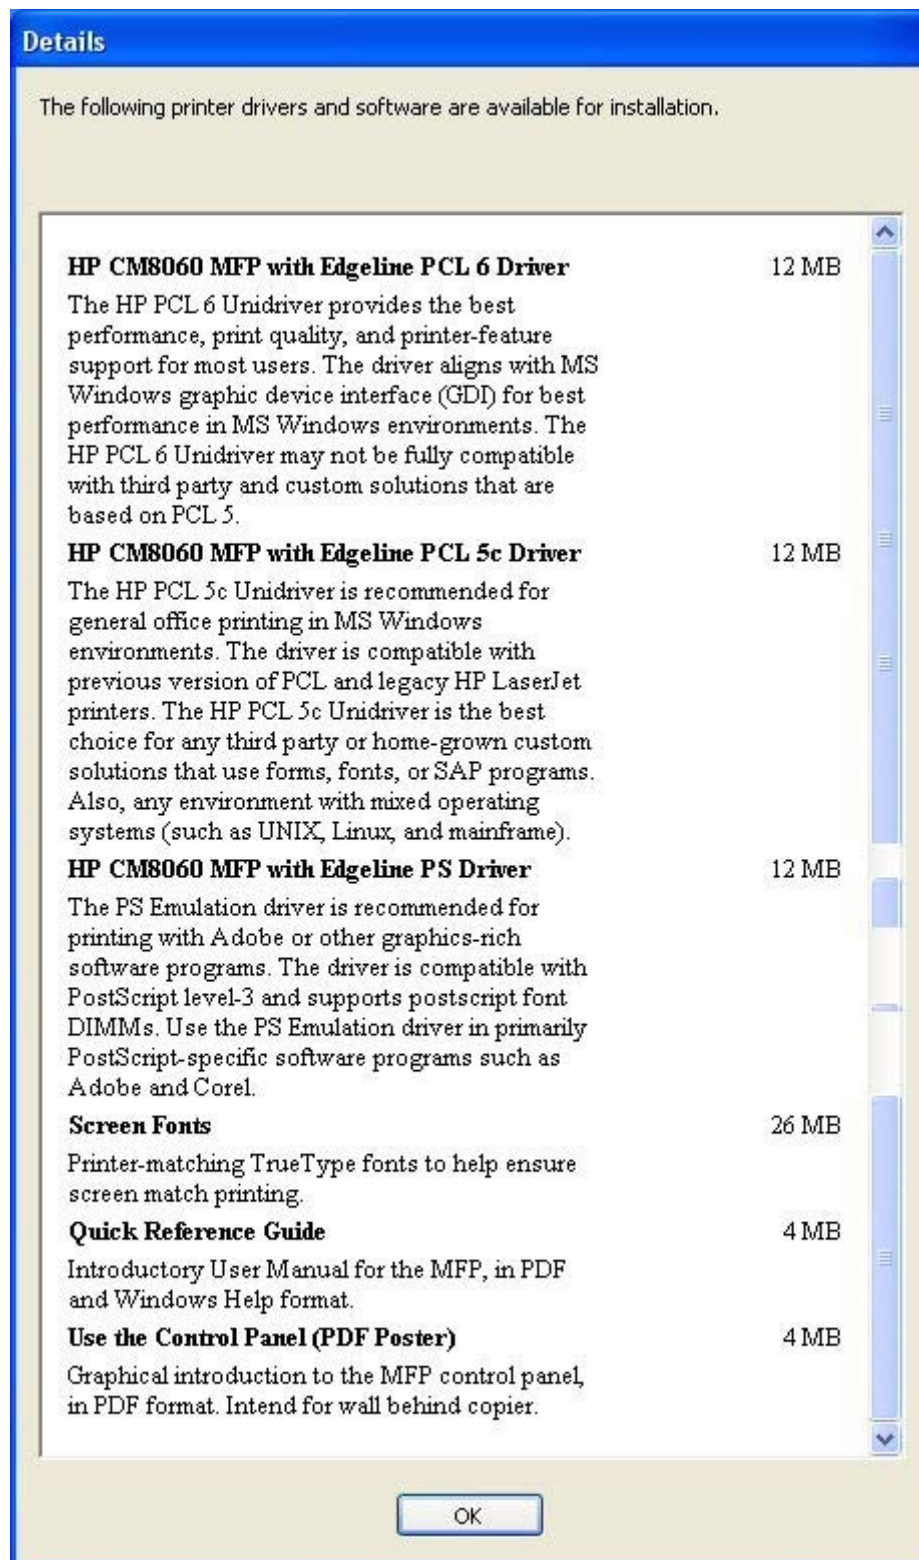 Details
The following printer drivers and software are available for installation.
HP CM8060 MFP with Edgeline PCL 6 Driver 12 MB
The HP PCL 6 Unidriver provides the best
performance, print quality, and printer-feature
support for most users. The driver aligns with MS
Windows graphic device interface (GDI) for best
performance in MS Windows environments. The
HP PCL 6 Unidriver may not be fully compatible
with third party and custom solutions that are
based on PCL 5.
HP CM8060 MFP with Edgeline PCL 5c Driver 12 MB
The HP PCL 5c Unidriver is recommended for
general office printing in MS Windows
environments. The driver is compatible with
previous version of PCL and legacy HP LaserJet
printers. The HP PCL 5c Unidriver is the best
choice for any third party or home-grown custom
solutions that use forms, fonts, or SAP programs.
Also, any environment with mixed operating
systems (such as UNIX, Linux, and mainframe).
HP CM8060 MFP with Edgeline PS Driver 12 MB
The PS Emulation driver is recommended for
printing with Adobe or other graphics-rich
software programs. The driver is compatible with
PostScript level-3 and supports postscript font
DIMMs. Use the PS Emulation driver in primarily
PostScript-specific software programs such as
Adobe and Corel.
Screen Fonts 26 MB
Printer-matching TrueType fonts to help ensure
screen match printing.
Quick Reference Guide 4 MB
Introductory User Manual for the MFP, in PDF
and Windows Help format.
Use the Control Panel (PDF Poster) 4 MB
Graphical introduction to the MFP control panel,
in PDF format. Intend for wall behind copier.
OK